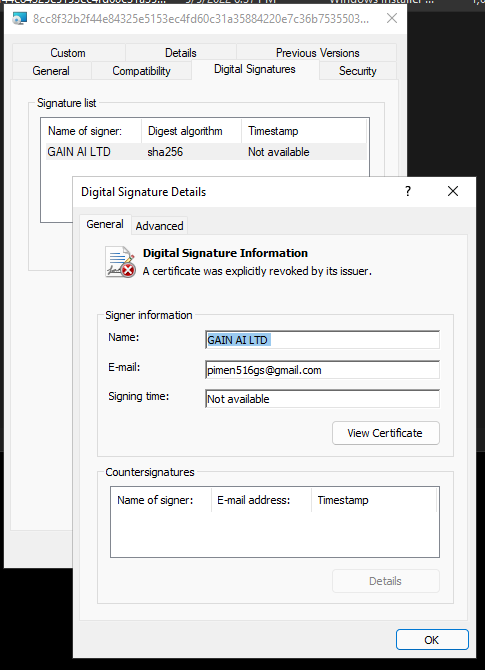 8cc8f32b2f44e84325e5153ec4fd60c31a35884220e7c36b7535503...
Custom Details Previous Versions
General Compatibility Digital Signatures Security
Signature list
Name of signer: Digest algorithm Timestamp
GAIN AI LTD sha256 Not available
Digital Signature Details
?
General Advanced
Digital Signature Information
A certificate was explicitly revoked by its issuer.
Signer information
Name: GAIN AI LTD
E-mail: pimen516gs@gmail.com
Signing time: Not available
View Certificate
Countersignatures
Name of signer: E-mail address: Timestamp
Details
OK